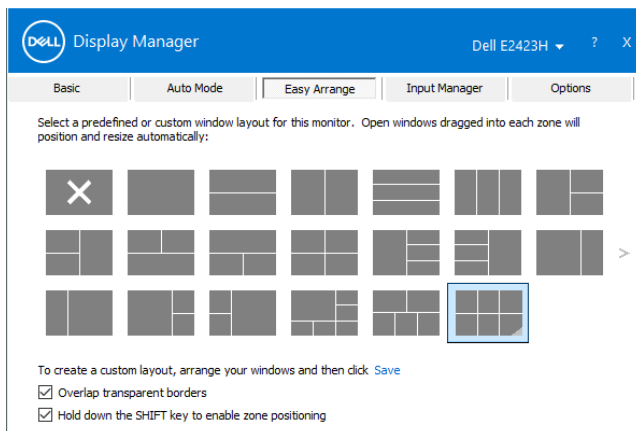 DELL Display Manager
Dell E2423H ? X
Basic Auto Mode Easy Arrange Input Manager Options
Select a predefined or custom window layout for this monitor. Open windows dragged into each zone will
position and resize automatically:
>
To create a custom layout, arrange your windows and then click Save
Overlap transparent borders
Hold down the SHIFT key to enable zone positioning